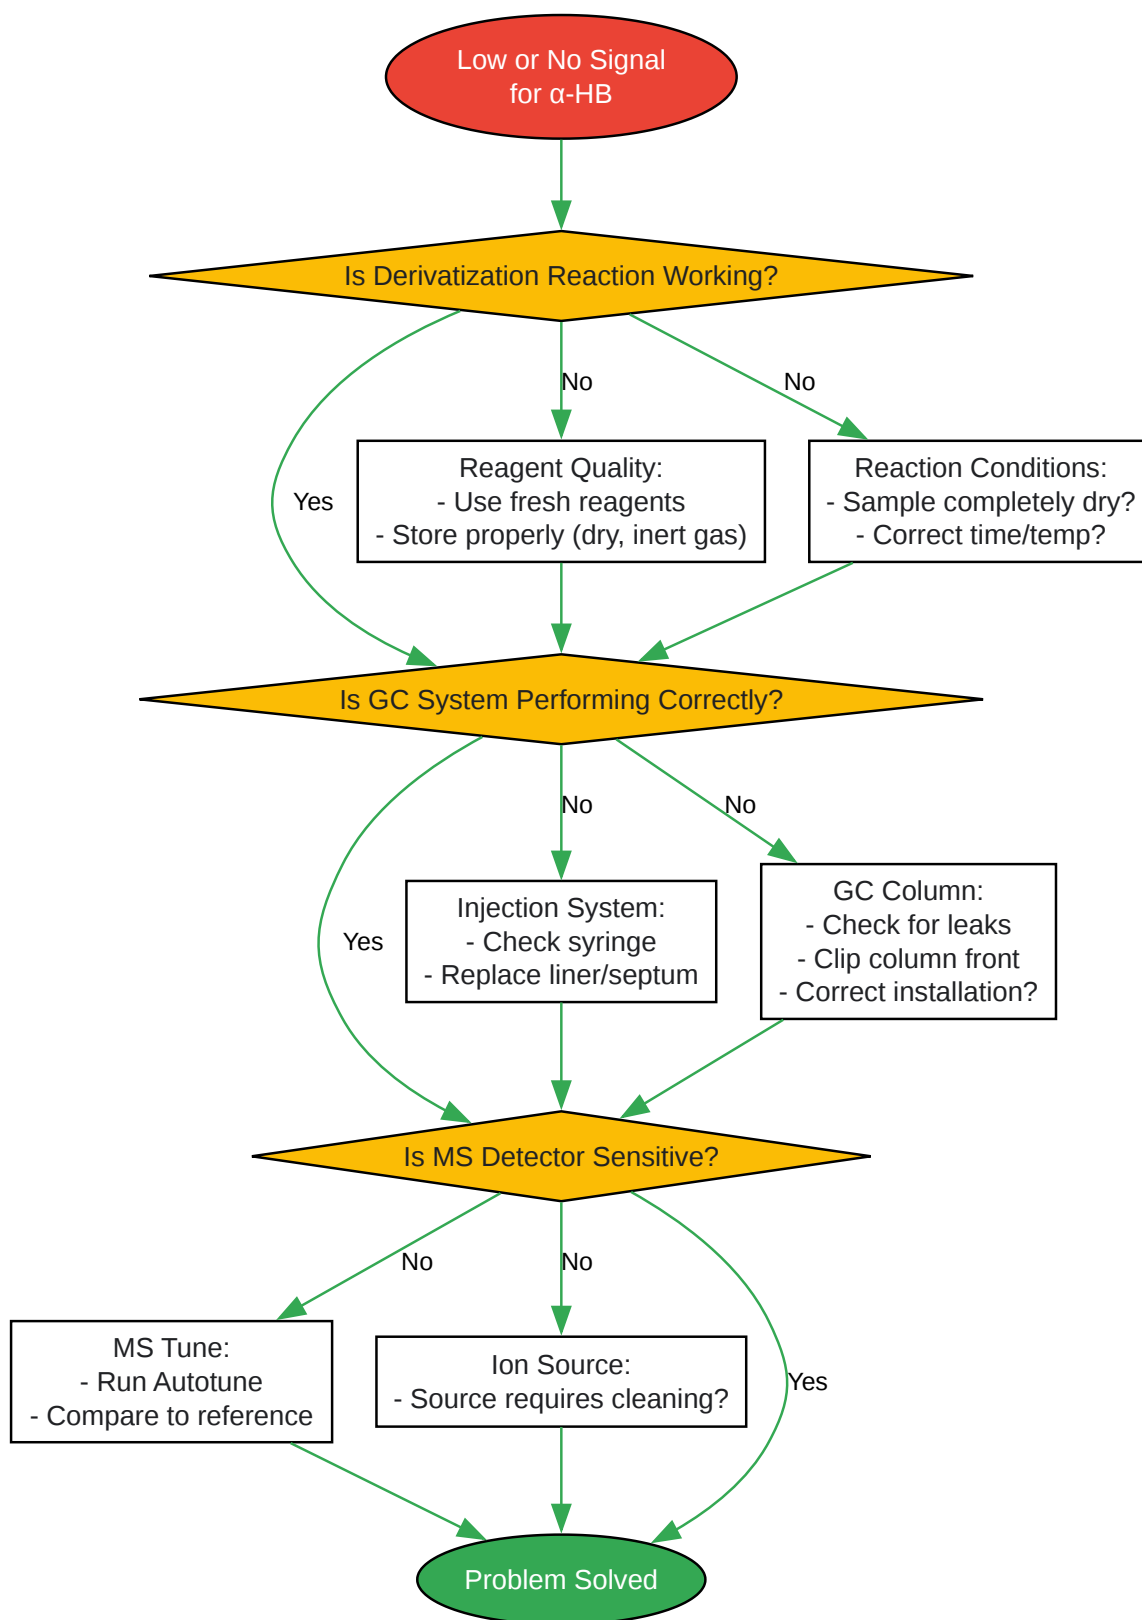 Low or No Signal
for α-HB
Is Derivatization Reaction Working?
No
No
Yes
Reagent Quality:
- Use fresh reagents
- Store properly (dry, inert gas)
Reaction Conditions:
- Sample completely dry?
- Correct time/temp?
Is GC System Performing Correctly?
No
No
Yes
Injection System:
- Check syringe
- Replace liner/septum
GC Column:
- Check for leaks
- Clip column front
- Correct installation?
Is MS Detector Sensitive?
No
No
Yes
MS Tune:
- Run Autotune
- Compare to reference
Ion Source:
- Source requires cleaning?
Problem Solved